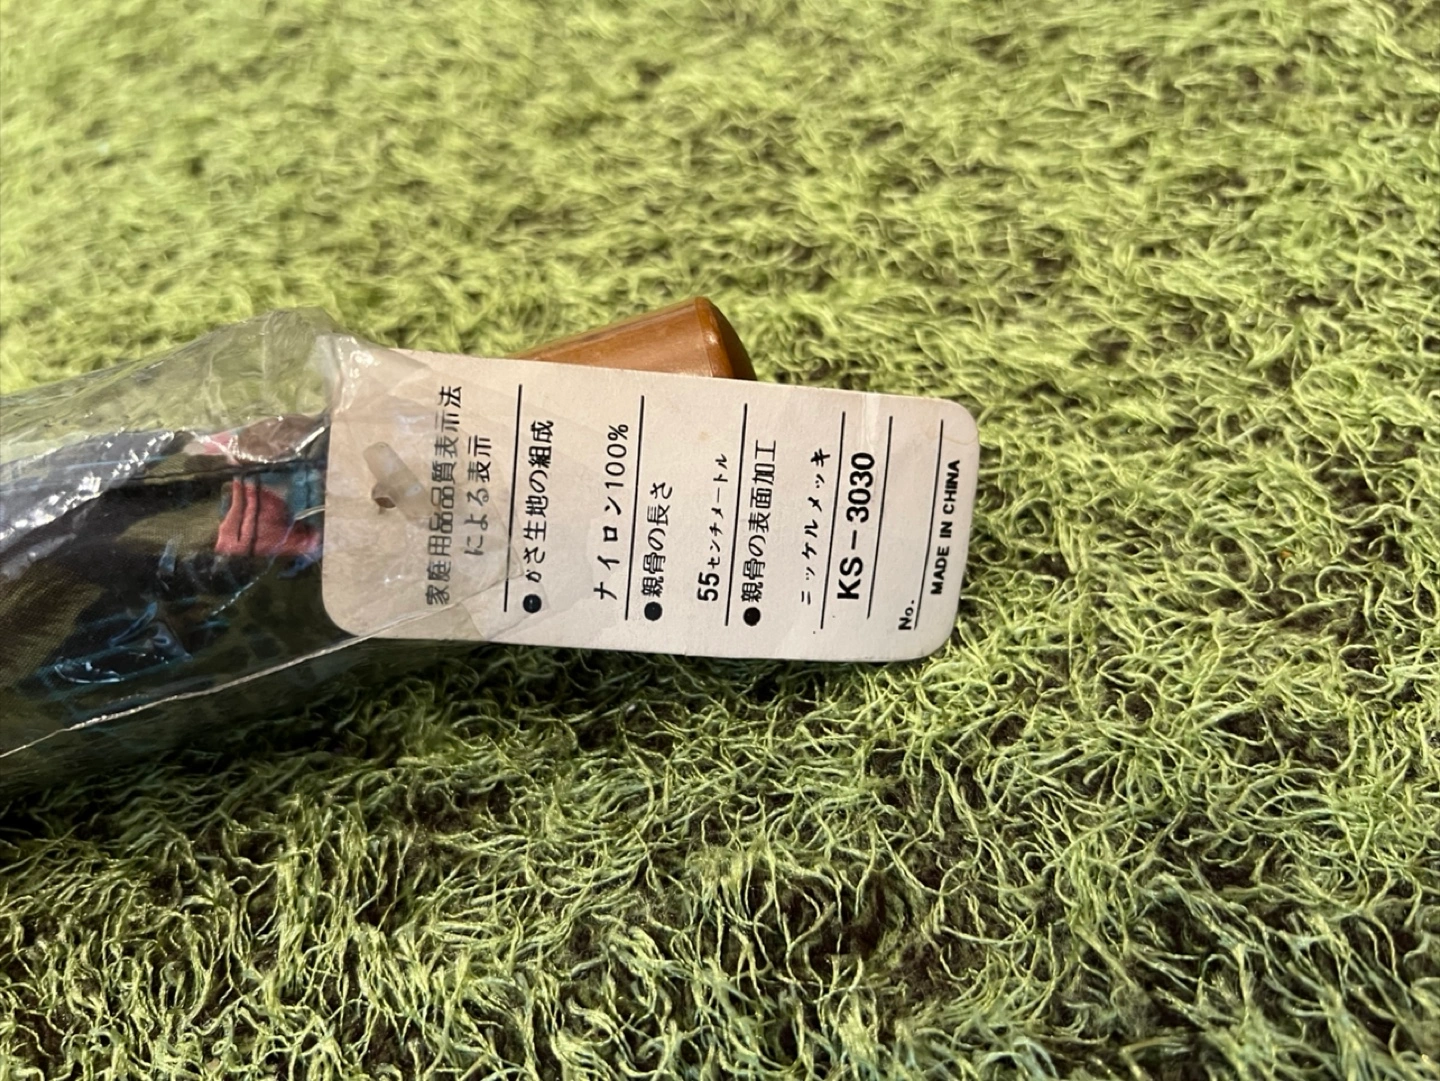 家庭用品品質表示法
による表示
●かさ生地の組成
ナイロン100%
●親骨の長さ
55センチメートル
●親骨の表面加工
ニッケルメッキ
KS-3030
No.
MADE IN CHINA